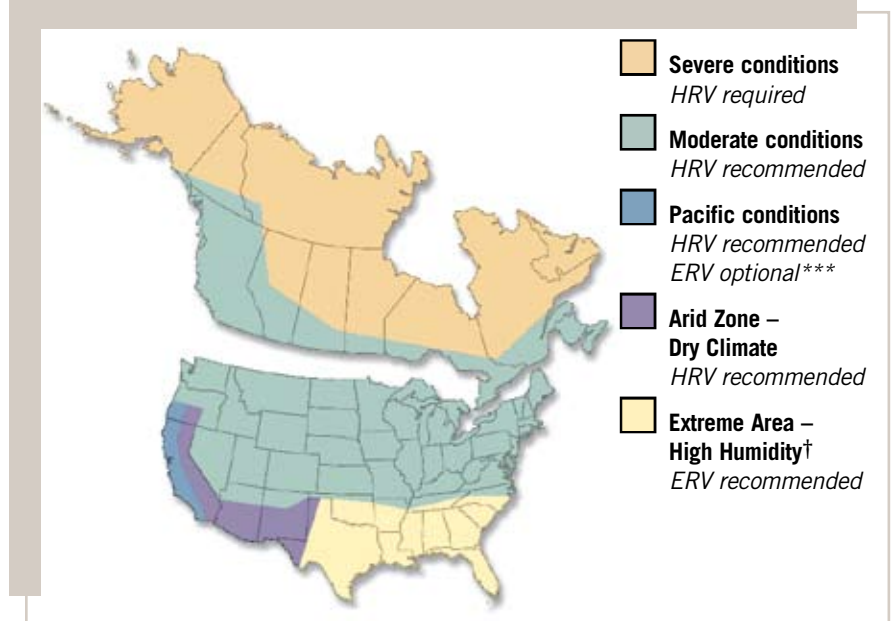 Severe conditions
HRV required
Moderate conditions
HRV recommended
Pacific conditions
HRV recommended
ERV optional***
Arid Zone –
Dry Climate
HRV recommended
Extreme Area –
High Humidity†
ERV recommended